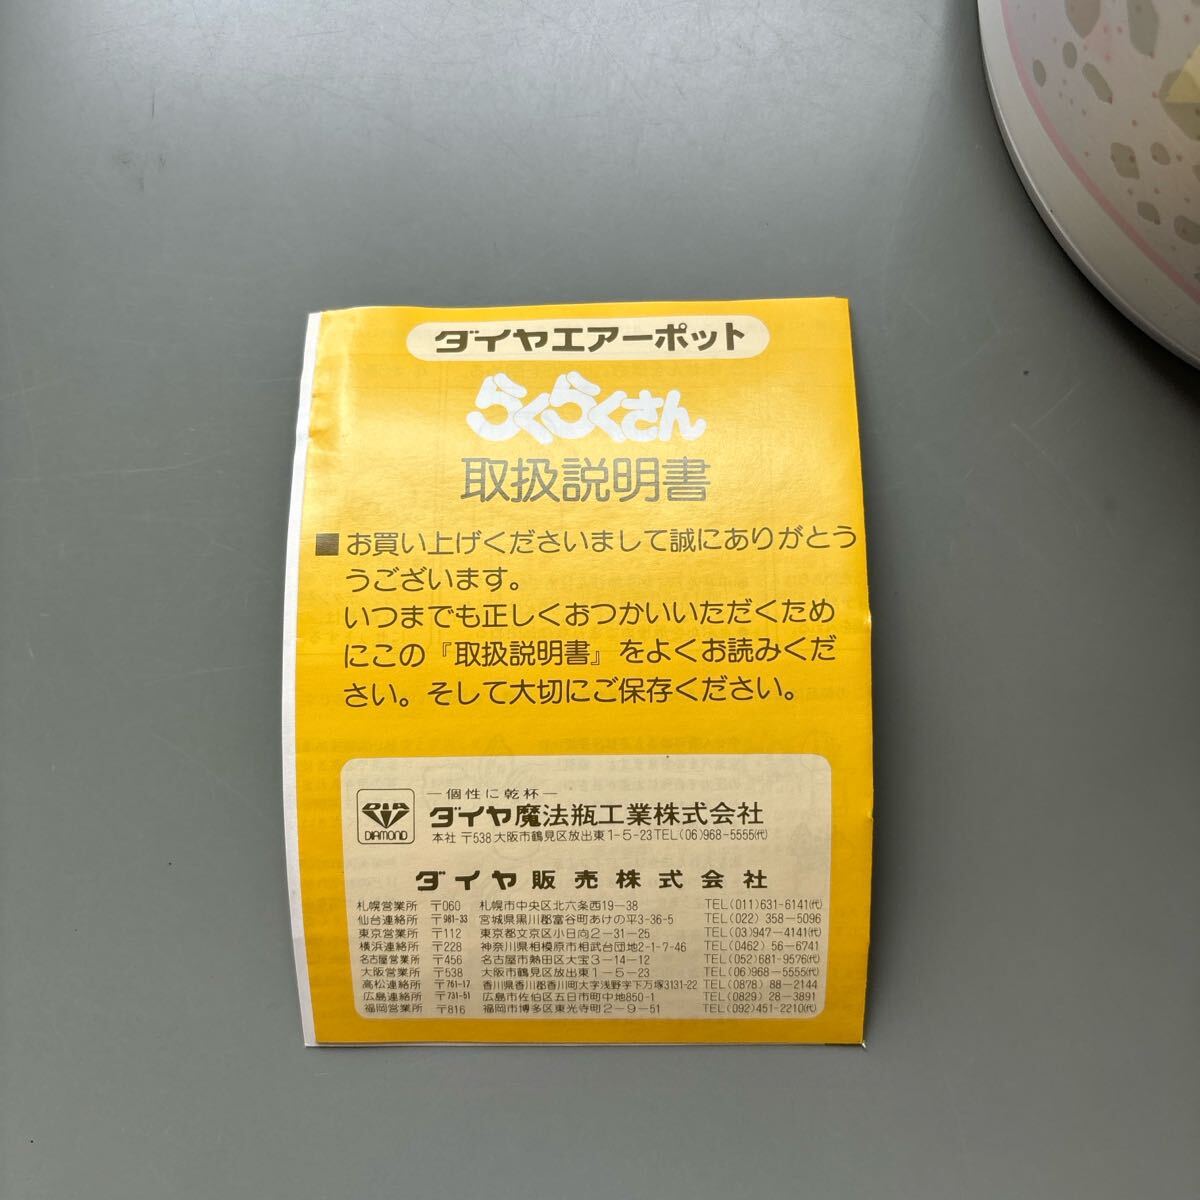 ダイヤエアーポット
らくらくさん
取扱説明書
■お買い上げくださいまして誠にありがとう
うございます。
いつまでも正しくおつかいいただくため
にこの『取扱説明書』をよくお読みくだ
さい。そして大切にご保存ください。
DIA
DIAMOND
―個性に乾杯―
ダイヤ魔法瓶工業株式会社
本社 〒538 大阪市鶴見区放出東1-5-23 TEL(06)968-5555(代)
ダイヤ販売株式会社
札幌営業所 〒060 札幌市中央区北六条西19-38 TEL(011)631-6141(代)
仙台連絡所 〒981-33 宮城県黒川郡富谷町あけの平3-36-5 TEL(022)358-5096
東京営業所 〒112 東京都文京区小日向2-31-25 TEL(03)947-4141(代)
横浜連絡所 〒228 神奈川県相模原市相武台団地2-1-7-46 TEL(0462)56-6741
名古屋営業所 〒456 名古屋市熱田区大宝3-14-12 TEL(052)681-9576(代)
大阪営業所 〒538 大阪市鶴見区放出東1-5-23 TEL(06)968-5555(代)
高松連絡所 〒761-17 香川県香川郡香川町大字浅野字下万塚3131-22 TEL(0878)88-2144
広島連絡所 〒731-51 広島市佐伯区五日市町中地850-1 TEL(0829)28-3891
福岡営業所 〒816 福岡市博多区東光寺町2-9-51 TEL(092)451-2210(代)